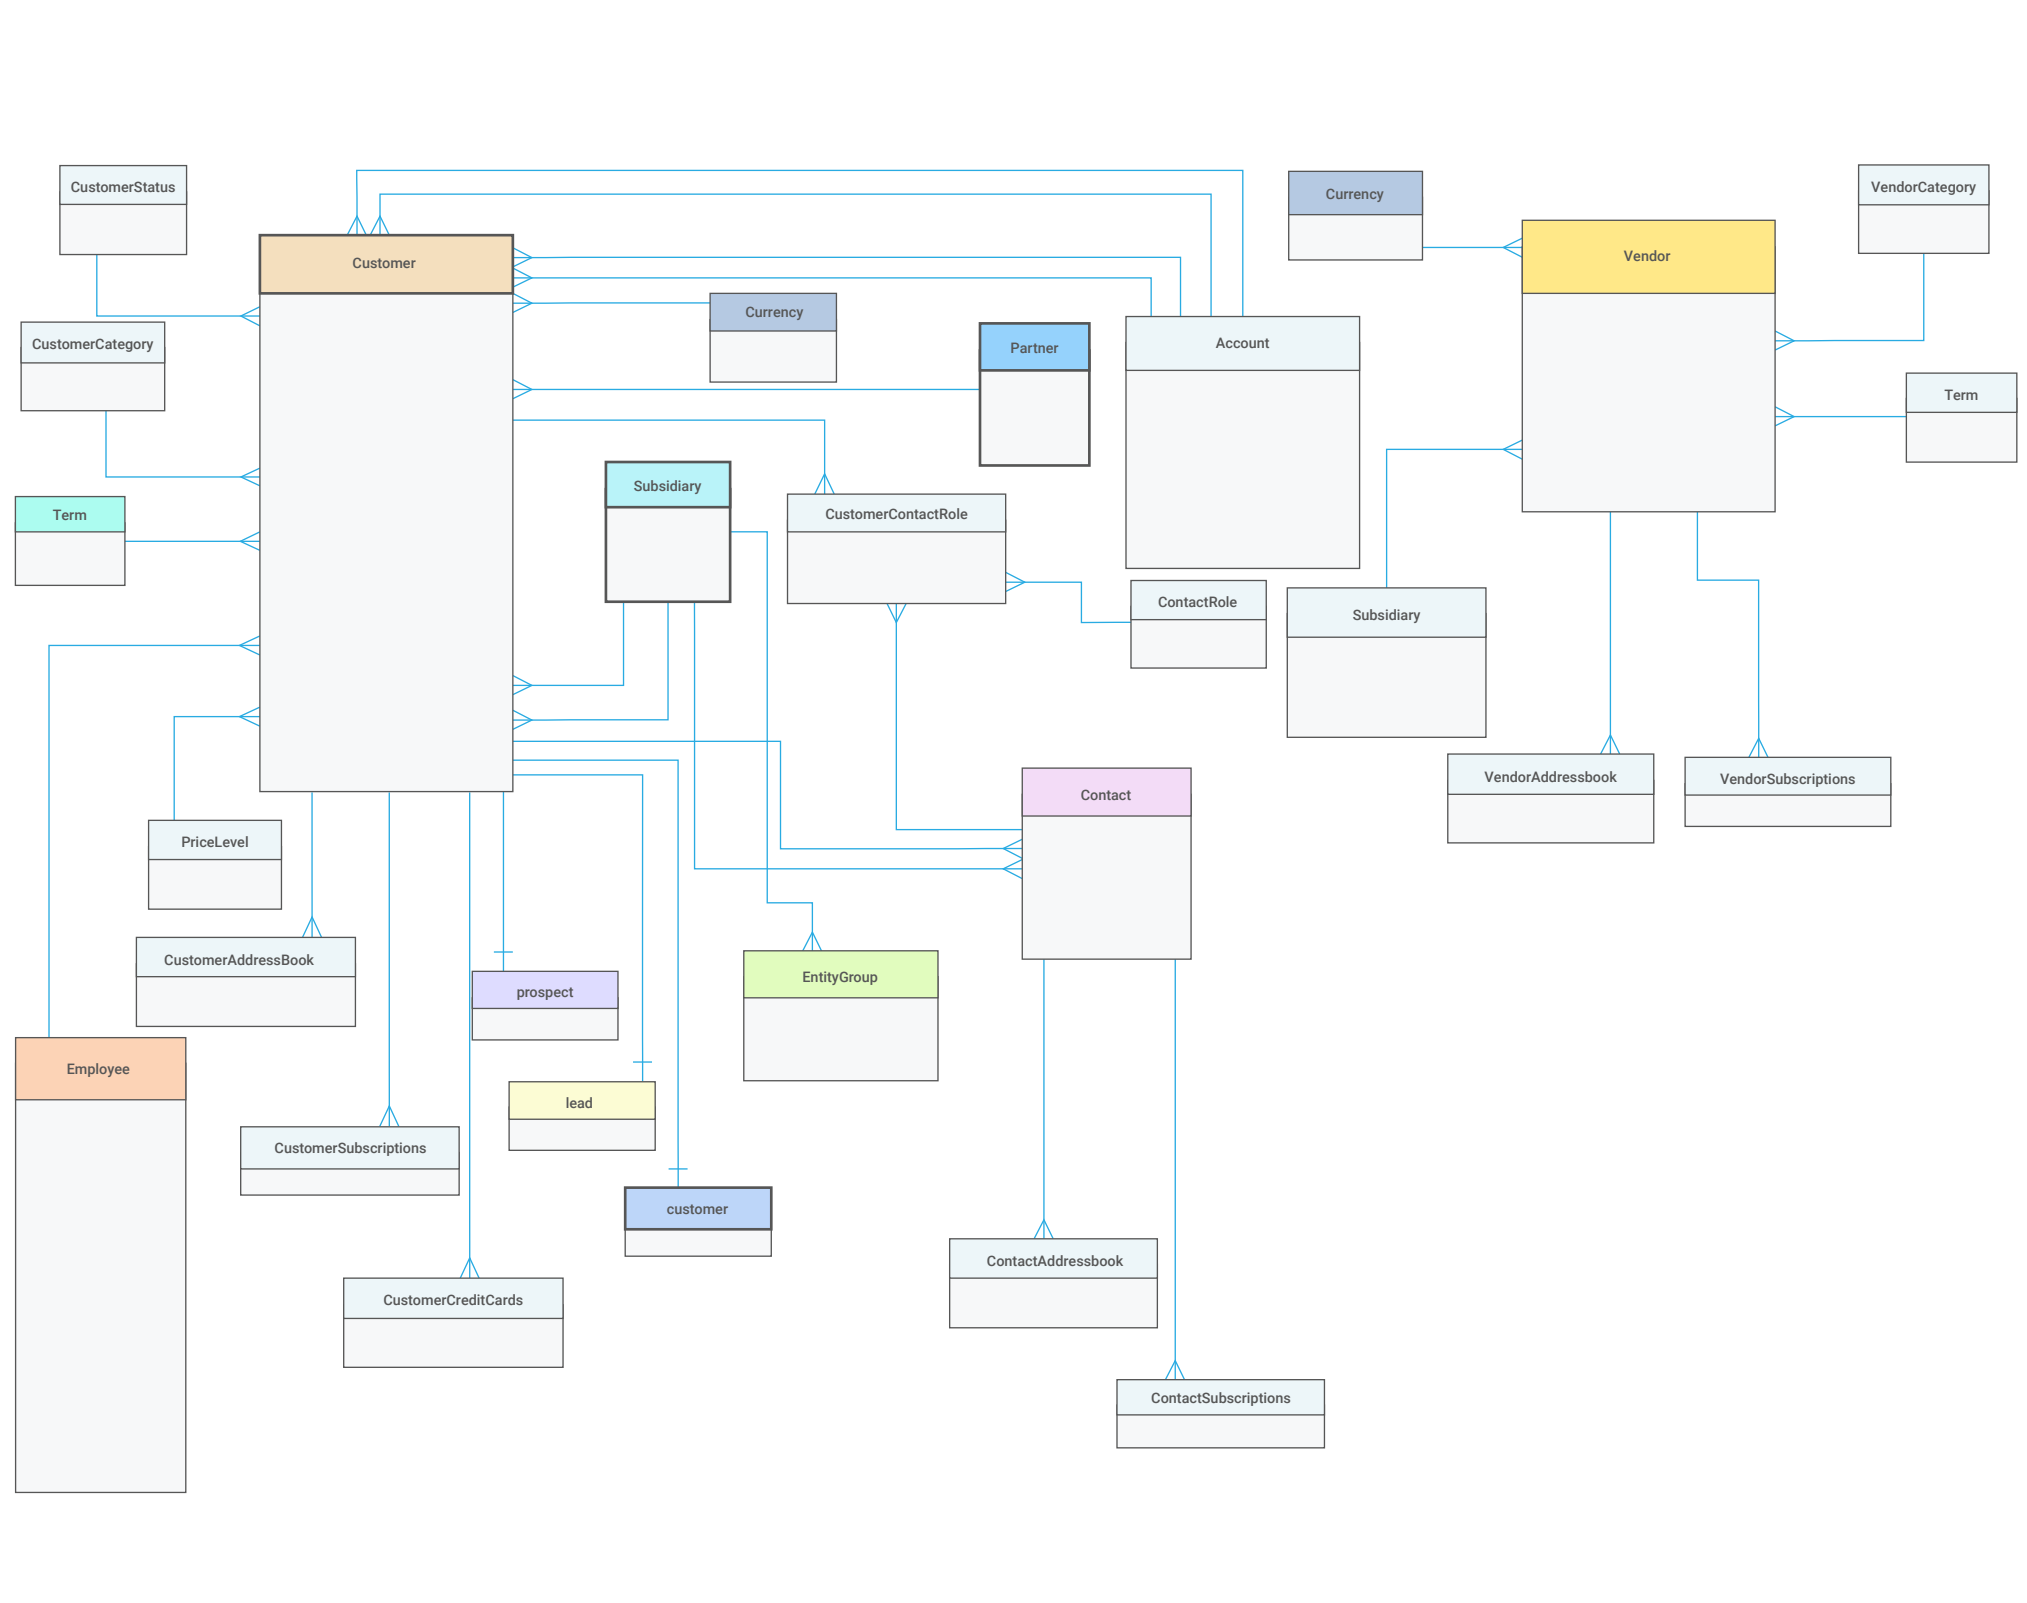 CustomerStatus
VendorCategory
Currency
Vendor
Customer
Currency
Account
CustomerCategory
Partner
Term
Subsidiary
Term
CustomerContactRole
ContactRole
Subsidiary
VendorAddressbook
VendorSubscriptions
Contact
PriceLevel
CustomerAddressBook
EntityGroup
prospect
Employee
lead
CustomerSubscriptions
customer
ContactAddressbook
CustomerCreditCards
ContactSubscriptions